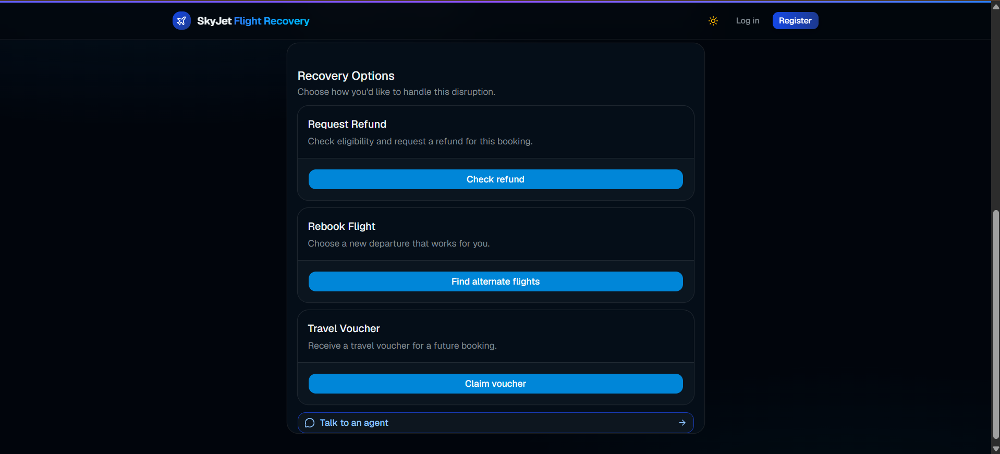 SkyJet Flight Recovery
Log in
Register
Recovery Options
Choose how you'd like to handle this disruption.
Request Refund
Check eligibility and request a refund for this booking.
Check refund
Rebook Flight
Choose a new departure that works for you.
Find alternate flights
Travel Voucher
Receive a travel voucher for a future booking.
Claim voucher
Talk to an agent